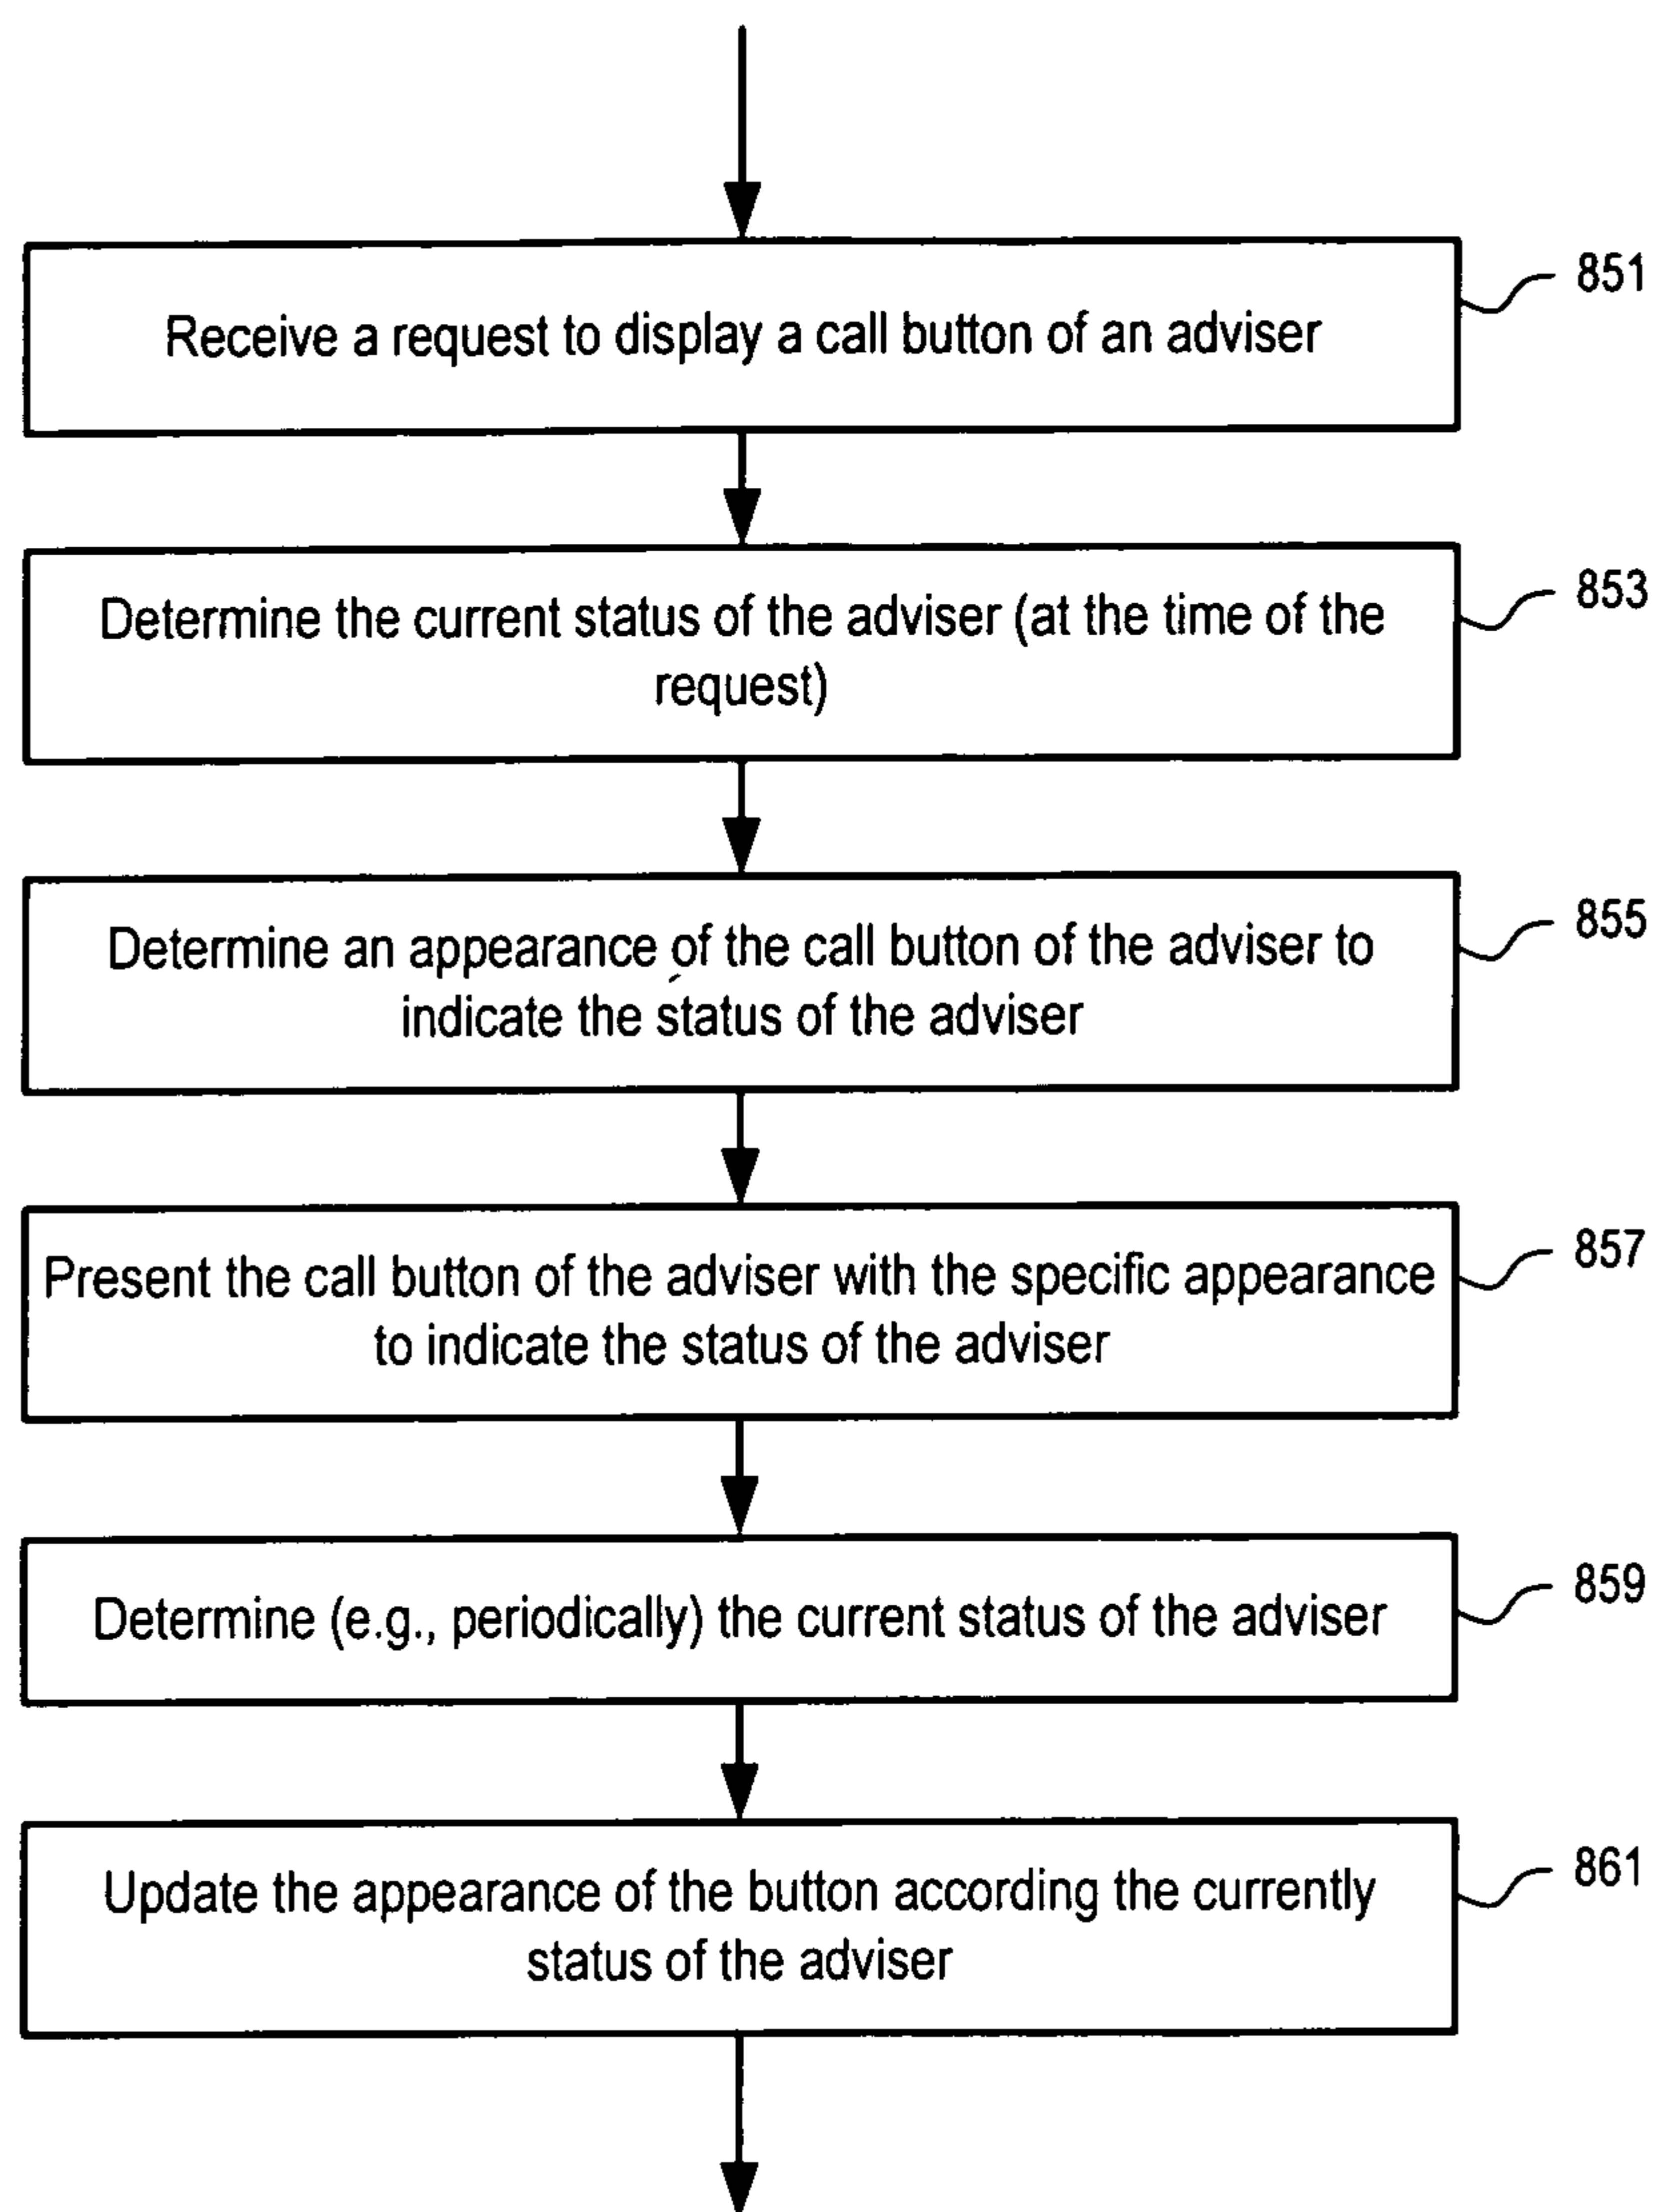 Receive a request to display a call button of an adviser
851
Determine the current status of the adviser (at the time of the
request)
853
Determine an appearance of the call button of the adviser to
indicate the status of the adviser
855
Present the call button of the adviser with the specific appearance
to indicate the status of the adviser
857
Determine (e.g., periodically) the current status of the adviser
859
Update the appearance of the button according the currently
status of the adviser
861